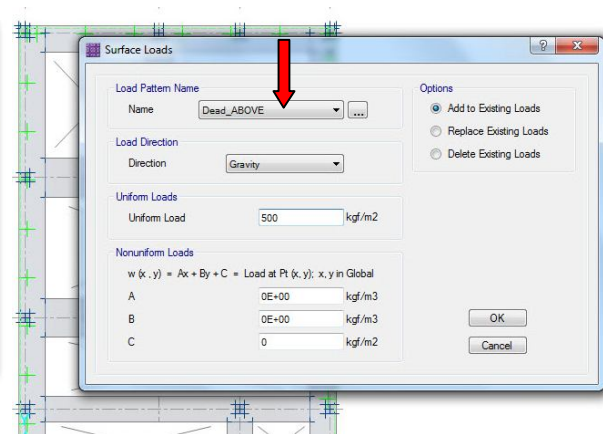 Surface Loads
Load Pattern Name
Name Dead_ABOVE ...
Load Direction
Direction Gravity
Uniform Loads
Uniform Load 500 kgf/m2
Nonuniform Loads
w (x , y) = Ax + By + C = Load at Pt (x, y); x, y in Global
A 0E+00 kgf/m3
B 0E+00 kgf/m3
C 0 kgf/m2
Options
Add to Existing Loads
Replace Existing Loads
Delete Existing Loads
OK
Cancel